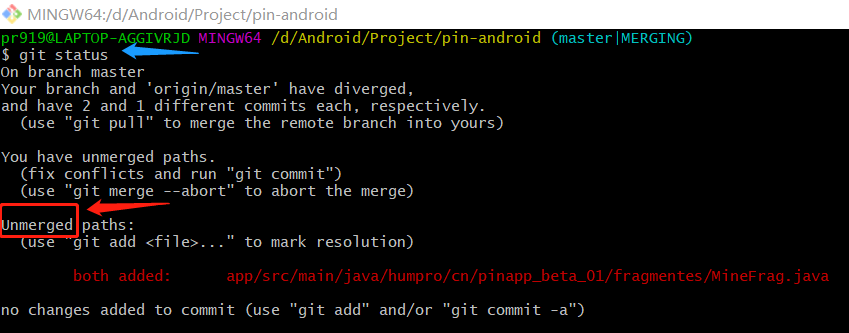 MINGW64:/d/Android/Project/pin-android
pr919@LAPTOP-AGGIVRJD MINGW64 /d/Android/Project/pin-android (master|MERGING)
$ git status
On branch master
Your branch and 'origin/master' have diverged,
and have 2 and 1 different commits each, respectively.
  (use "git pull" to merge the remote branch into yours)
You have unmerged paths.
  (fix conflicts and run "git commit")
  (use "git merge --abort" to abort the merge)
Unmerged paths:
  (use "git add <file>..." to mark resolution)
        both added:      app/src/main/java/humpro/cn/pinapp_beta_01/fragmentes/MineFrag.java
no changes added to commit (use "git add" and/or "git commit -a")